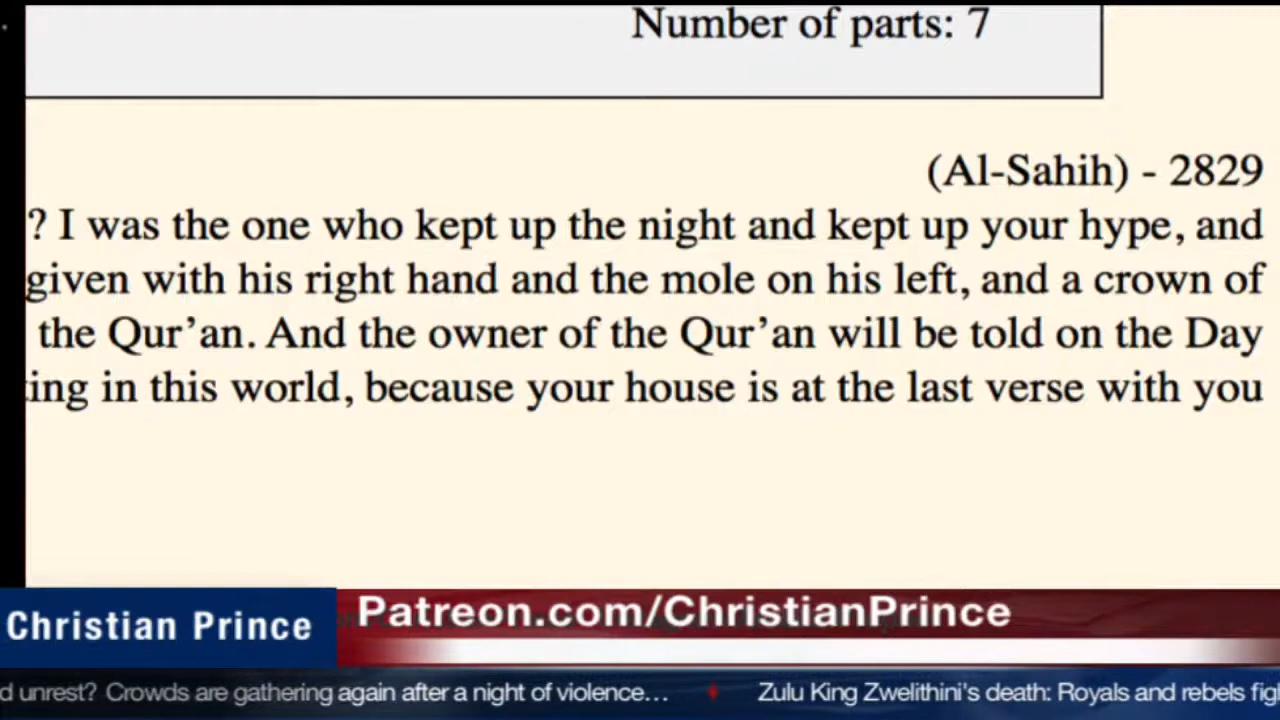 Number of parts: 7
(Al-Sahih) - 2829
? I was the one who kept up the night and kept up your hype, and
given with his right hand and the mole on his left, and a crown of
the Qur’an. And the owner of the Qur’an will be told on the Day
ing in this world, because your house is at the last verse with you
Christian Prince
Patreon.com/ChristianPrince
d unrest? Crowds are gathering again after a night of violence… Zulu King Zwelithini's death: Royals and rebels fig